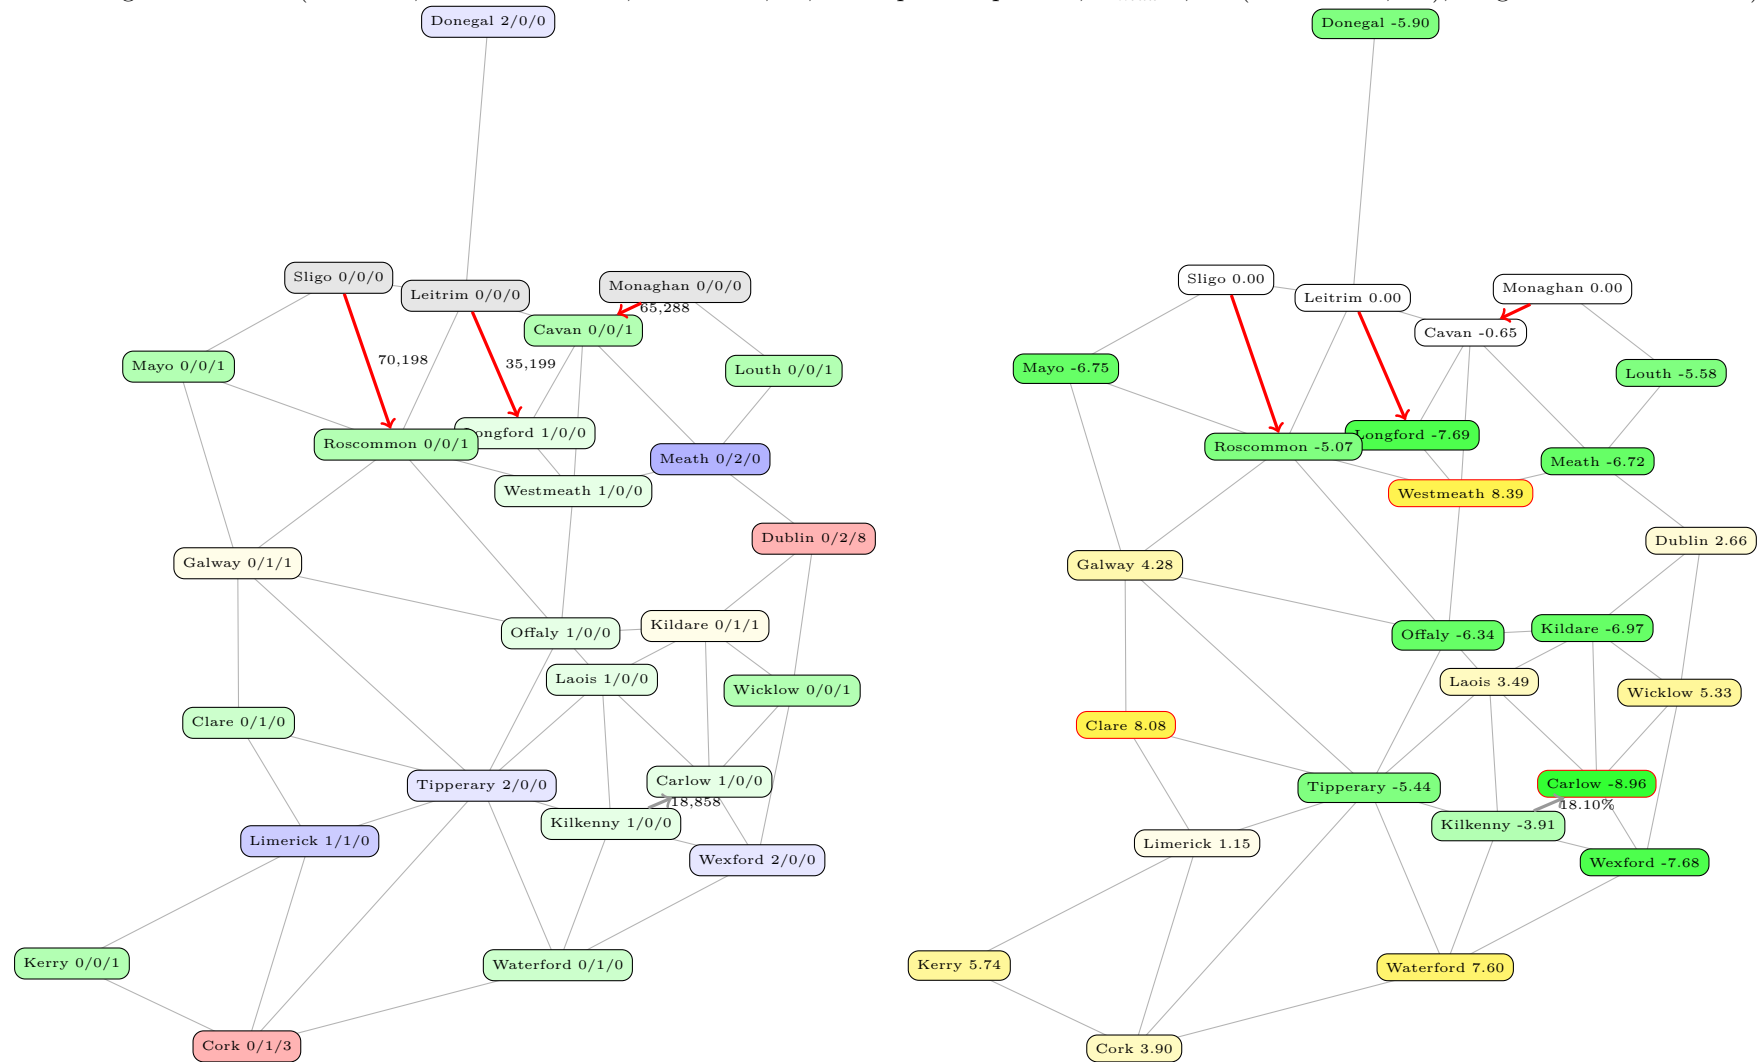 Donegal 2/0/0
Sligo 0/0/0
Leitrim 0/0/0
Monaghan 0/0/0
65,288
Cavan 0/0/1
70,198
35,199
Mayo 0/0/1
Louth 0/0/1
Roscommon 0/0/1
ongford 1/0/0
Meath 0/2/0
Westmeath 1/0/0
Dublin 0/2/8
Galway 0/1/1
Offaly 1/0/0
Kildare 0/1/1
Laois 1/0/0
Wicklow 0/0/1
Clare 0/1/0
Tipperary 2/0/0
Carlow 1/0/0
18,858
Kilkenny 1/0/0
Limerick 1/1/0
Wexford 2/0/0
Kerry 0/0/1
Waterford 0/1/0
Cork 0/1/3
Donegal -5.90
Sligo 0.00
Leitrim 0.00
Monaghan 0.00
Cavan -0.65
Mayo -6.75
Louth -5.58
Roscommon -5.07
Longford -7.69
Meath -6.72
Westmeath 8.39
Dublin 2.66
Galway 4.28
Offaly -6.34
Kildare -6.97
Laois 3.49
Wicklow 5.33
Clare 8.08
Tipperary -5.44
Carlow -8.96
18.10%
Kilkenny -3.91
Limerick 1.15
Wexford -7.68
Kerry 5.74
Waterford 7.60
Cork 3.90